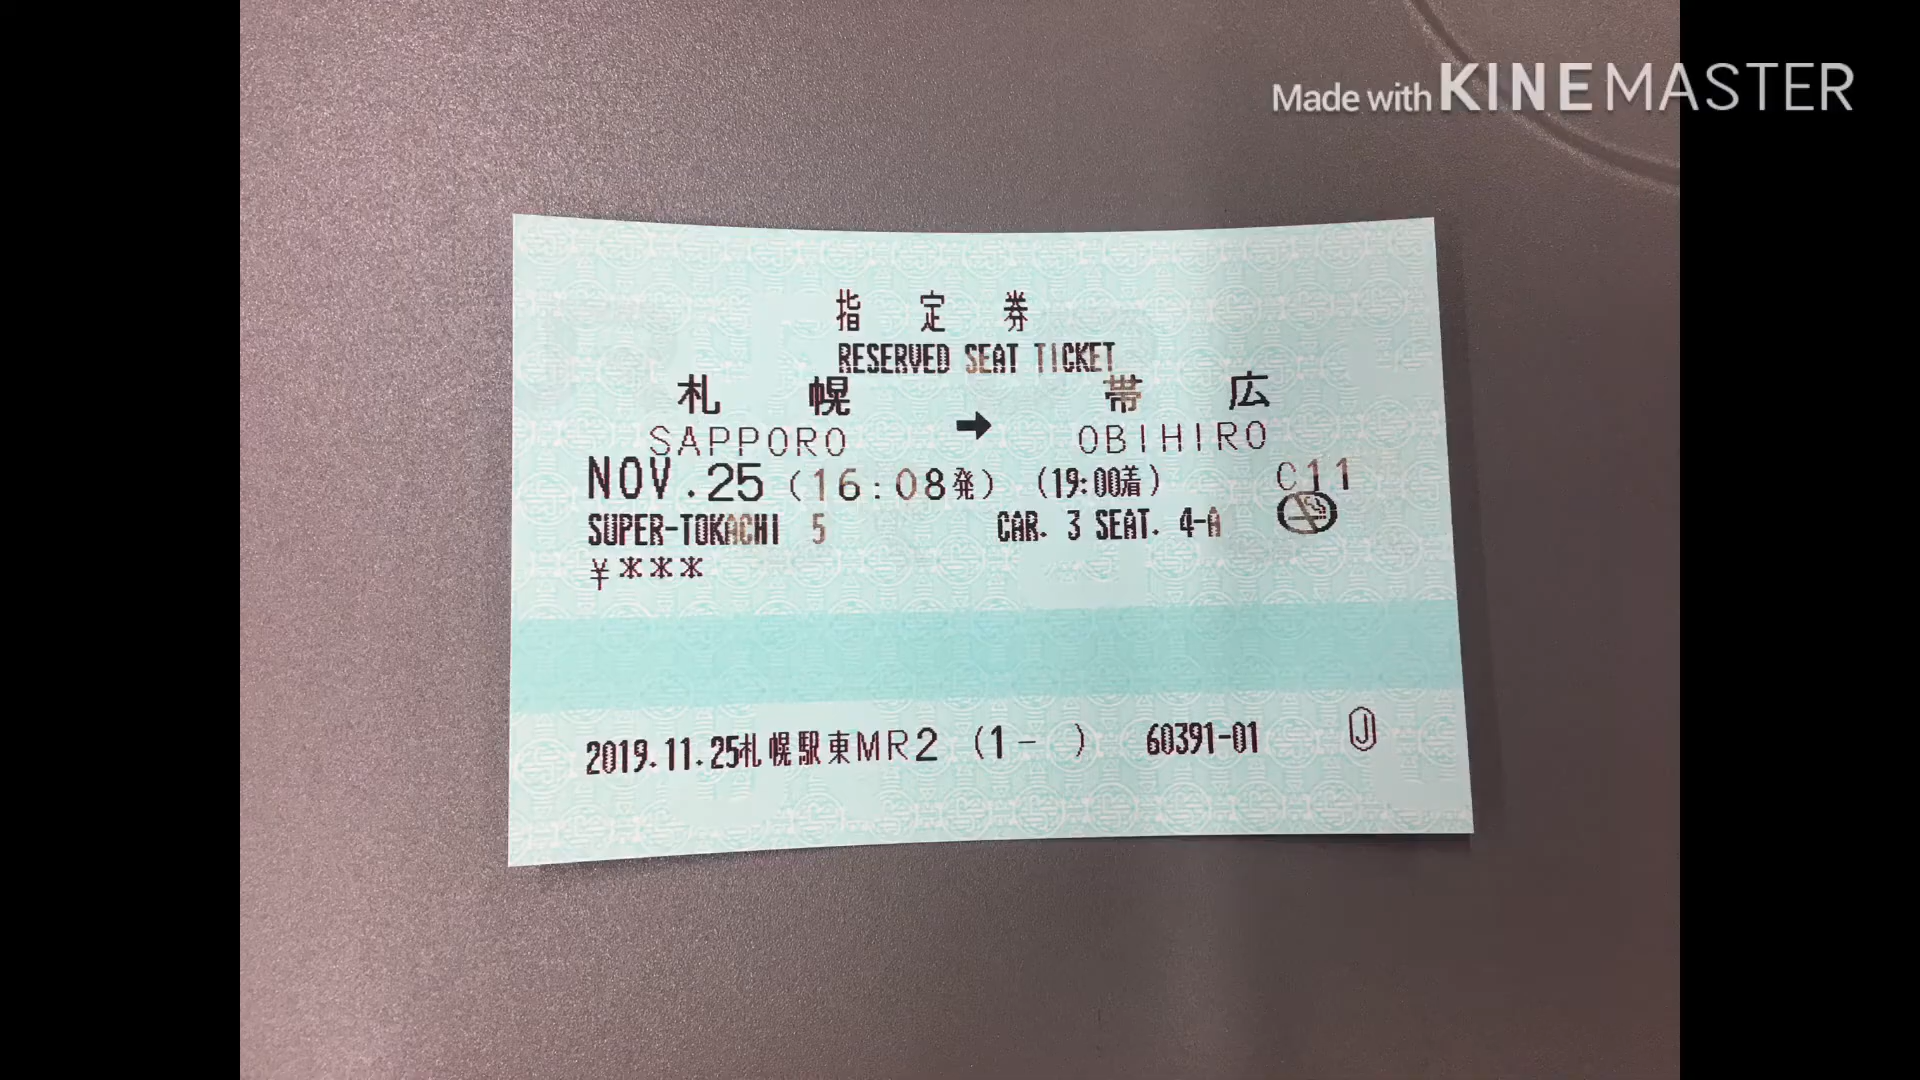 Made with KINEMASTER
指定券
RESERVED SEAT TICKET
札幌 → 帯広
SAPPORO OBIHIRO
NOV.25 (16:08発) (19:00着) C11
SUPER-TOKACHI 5 CAR. 3 SEAT. 4-A
¥***
2019.11.25札幌駅東MR2 (1- ) 60391-01 J